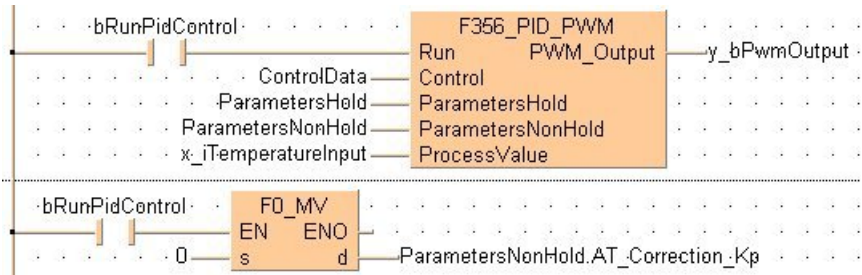 bRunPidControl F356_PID_PWM
Run PWM_Output y_bPwmOutput
ControlData Control
ParametersHold ParametersHold
ParametersNonHold ParametersNonHold
x_iTemperatureInput ProcessValue
bRunPidControl F0_MV
EN ENO
0 s d ParametersNonHold.AT_Correction_Kp